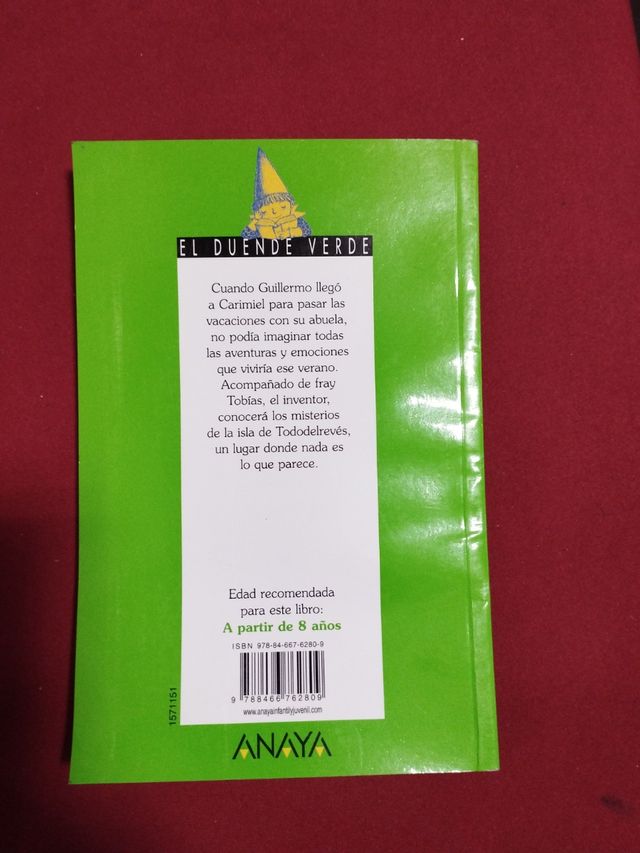 EL DUENDE VERDE
Cuando Guillermo llegó
a Carimiel para pasar las
vacaciones con su abuela,
no podía imaginar todas
las aventuras y emociones
que viviría ese verano.
Acompañado de fray
Tobías, el inventor,
conocerá los misterios
de la isla de Tododelrevés,
un lugar donde nada es
lo que parece.
Edad recomendada
para este libro:
A partir de 8 años
ISBN 978-84-667-6280-9
9 788466 762809
www.anayainfantilyjuvenil.com
1571151
ANAYA